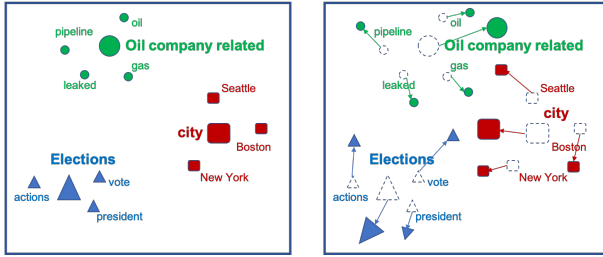 oil
pipeline
Oil company related
gas
leaked
Seattle
city
Boston
Elections
New York
vote
actions
president
oil
pipeline
Oil company related
gas
leaked
Seattle
city
Boston
Elections
New York
vote
actions
president